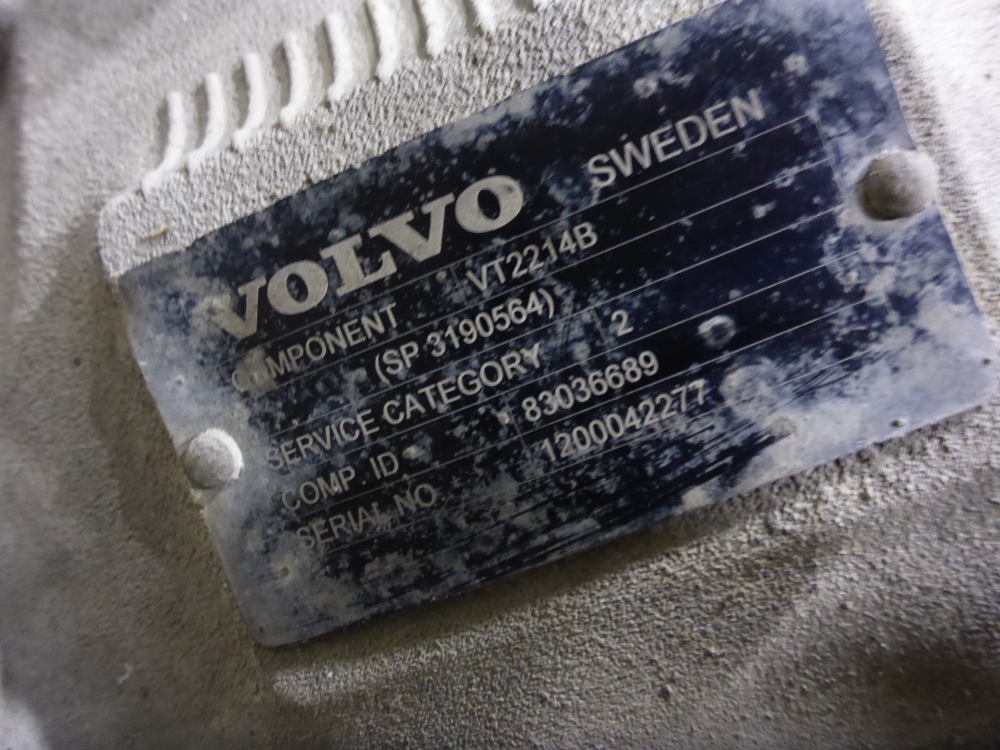 VOLVO SWEDEN
COMPONENT VT2214B
(SP 3190564)
SERVICE CATEGORY 2
COMP. ID 83036689
SERIAL NO 1200042277